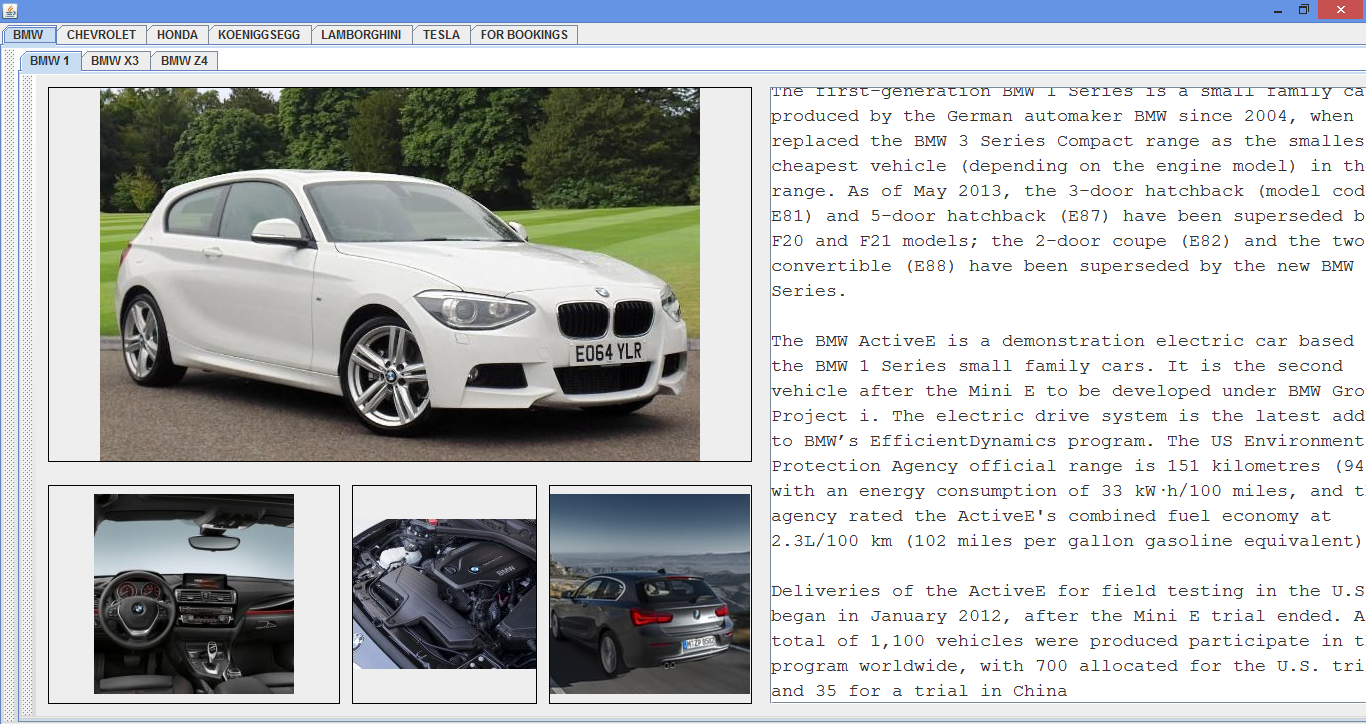 BMW CHEVROLET HONDA KOENIGGSEGG LAMBORGHINI TESLA FOR BOOKINGS
BMW 1 BMW X3 BMW Z4
EO64 YLR
BMW
The first-generation BMW 1 Series is a small family ca
produced by the German automaker BMW since 2004, when
replaced the BMW 3 Series Compact range as the smalles
cheapest vehicle (depending on the engine model) in th
range. As of May 2013, the 3-door hatchback (model cod
E81) and 5-door hatchback (E87) have been superseded b
F20 and F21 models; the 2-door coupe (E82) and the two
convertible (E88) have been superseded by the new BMW
Series.
The BMW ActiveE is a demonstration electric car based
the BMW 1 Series small family cars. It is the second
vehicle after the Mini E to be developed under BMW Gro
Project i. The electric drive system is the latest add
to BMW’s EfficientDynamics program. The US Environment
Protection Agency official range is 151 kilometres (94
with an energy consumption of 33 kW·h/100 miles, and t
agency rated the ActiveE's combined fuel economy at
2.3L/100 km (102 miles per gallon gasoline equivalent)
Deliveries of the ActiveE for field testing in the U.S
began in January 2012, after the Mini E trial ended. A
total of 1,100 vehicles were produced participate in t
program worldwide, with 700 allocated for the U.S. tri
and 35 for a trial in China